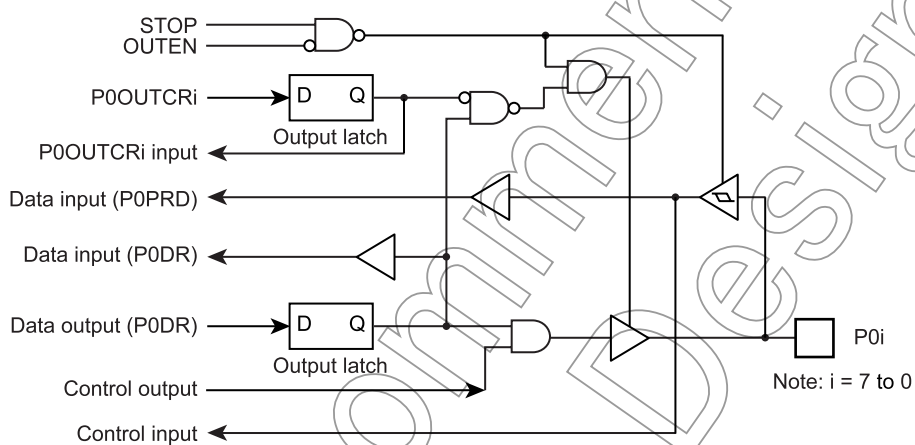 STOP
OUTEN
P0OUTCRi
D Q
Output latch
P0OUTCRi input
Data input (P0PRD)
Data input (P0DR)
Data output (P0DR)
D Q
Output latch
P0i
Note: i = 7 to 0
Control output
Control input